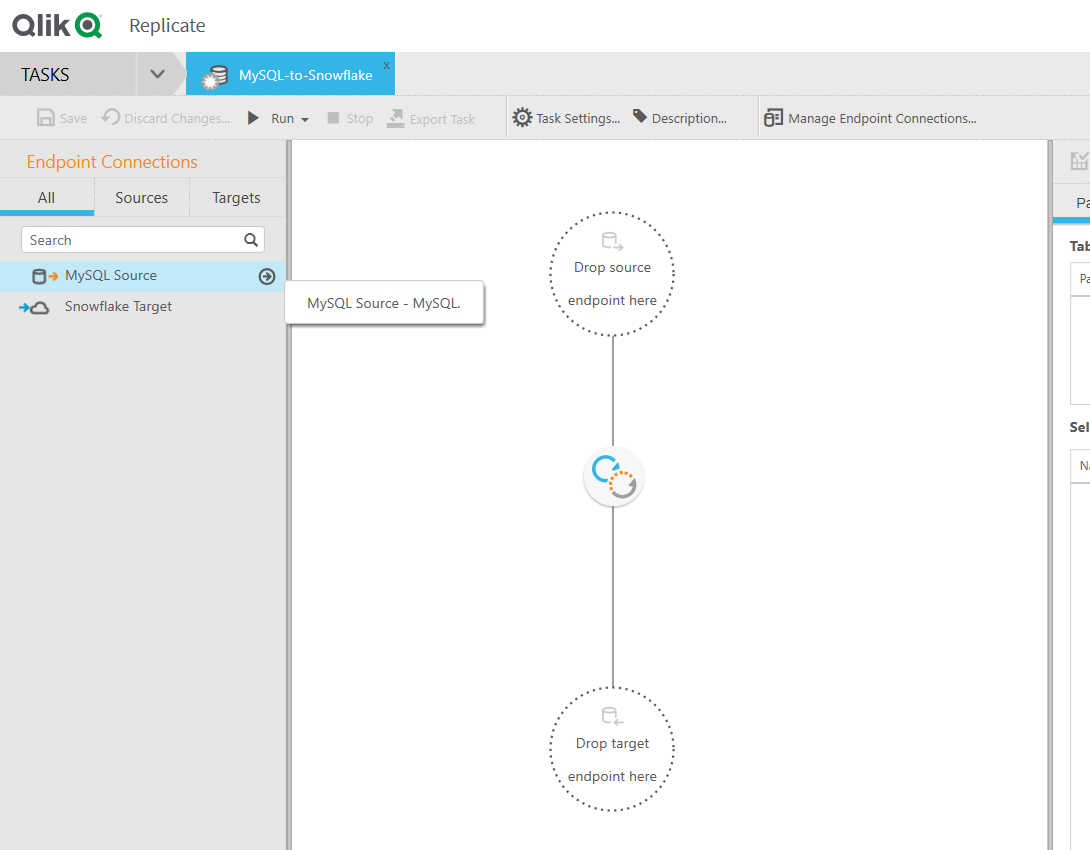 Qlik Replicate
TASKS
MySQL-to-Snowflake x
Save Discard Changes... Run Stop Export Task Task Settings... Description... Manage Endpoint Connections...
Endpoint Connections
All Sources Targets
Search
MySQL Source
Snowflake Target
MySQL Source - MySQL.
Drop source
endpoint here
Drop target
endpoint here
Pa
Tab
Pa
Sel
Na